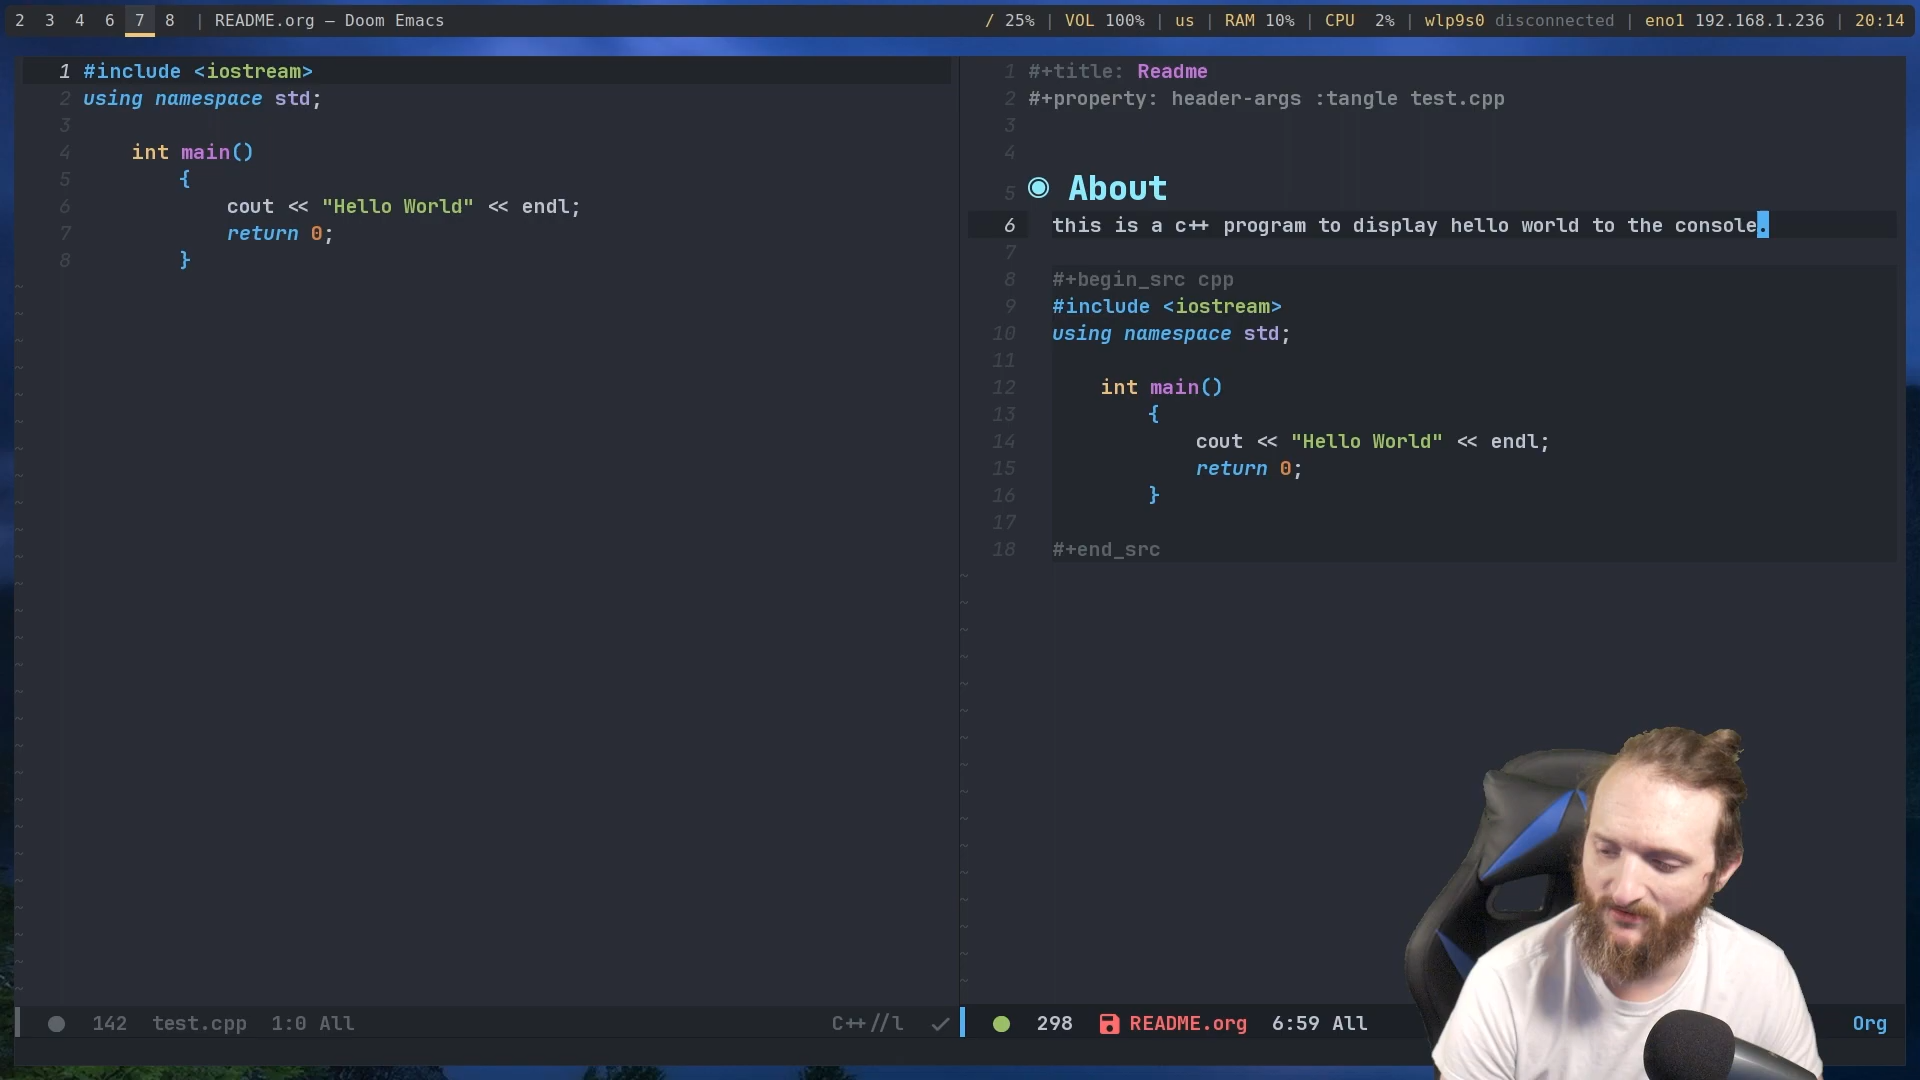 2 3 4 6 7 8 | README.org – Doom Emacs
/ 25% | VOL 100% | us | RAM 10% | CPU 2% | wlp9s0 disconnected | eno1 192.168.1.236 | 20:14
1 #include <iostream>
2 using namespace std;
3
4 int main()
5 {
6 cout << "Hello World" << endl;
7 return 0;
8 }
142 test.cpp 1:0 All C++//l
1 #+title: Readme
2 #+property: header-args :tangle test.cpp
3
4
5 About
6 this is a c++ program to display hello world to the console.
7
8 #+begin_src cpp
9 #include <iostream>
10 using namespace std;
11
12 int main()
13 {
14 cout << "Hello World" << endl;
15 return 0;
16 }
17
18 #+end_src
298 README.org 6:59 All Org